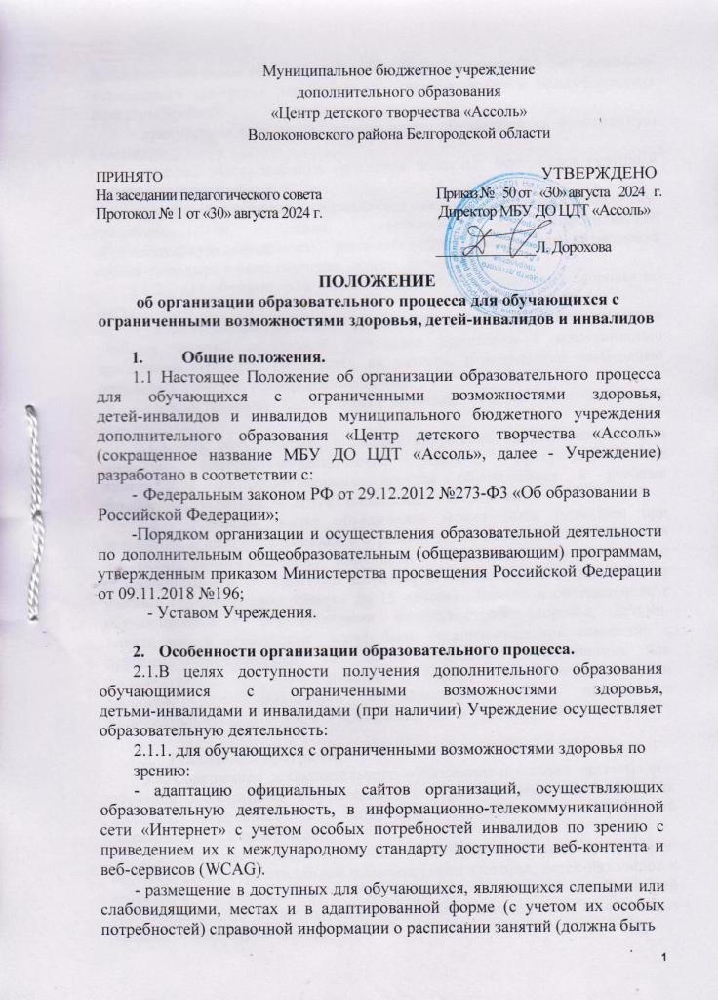 Муниципальное бюджетное учреждение
дополнительного образования
«Центр детского творчества «Ассоль»
Волоконовского района Белгородской области
ПРИНЯТО
На заседании педагогического совета
Протокол № 1 от «30» августа 2024 г.
УТВЕРЖДЕНО
Приказ № 50 от «30» августа 2024 г.
Директор МБУ ДО ЦДТ «Ассоль»
Л. Дорохова
ПОЛОЖЕНИЕ
об организации образовательного процесса для обучающихся с
ограниченными возможностями здоровья, детей-инвалидов и инвалидов
1. Общие положения.
1.1 Настоящее Положение об организации образовательного процесса
для обучающихся с ограниченными возможностями здоровья,
детей-инвалидов и инвалидов муниципального бюджетного учреждения
дополнительного образования «Центр детского творчества «Ассоль»
(сокращенное название МБУ ДО ЦДТ «Ассоль», далее - Учреждение)
разработано в соответствии с:
- Федеральным законом РФ от 29.12.2012 №273-ФЗ «Об образовании в
Российской Федерации»;
-Порядком организации и осуществления образовательной деятельности
по дополнительным общеобразовательным (общеразвивающим) программам,
утвержденным приказом Министерства просвещения Российской Федерации
от 09.11.2018 №196;
- Уставом Учреждения.
2. Особенности организации образовательного процесса.
2.1.В целях доступности получения дополнительного образования
обучающимися с ограниченными возможностями здоровья,
детьми-инвалидами и инвалидами (при наличии) Учреждение осуществляет
образовательную деятельность:
2.1.1. для обучающихся с ограниченными возможностями здоровья по
зрению:
- адаптацию официальных сайтов организаций, осуществляющих
образовательную деятельность, в информационно-телекоммуникационной
сети «Интернет» с учетом особых потребностей инвалидов по зрению с
приведением их к международному стандарту доступности веб-контента и
веб-сервисов (WCAG).
- размещение в доступных для обучающихся, являющихся слепыми или
слабовидящими, местах и в адаптированной форме (с учетом их особых
потребностей) справочной информации о расписании занятий (должна быть
1